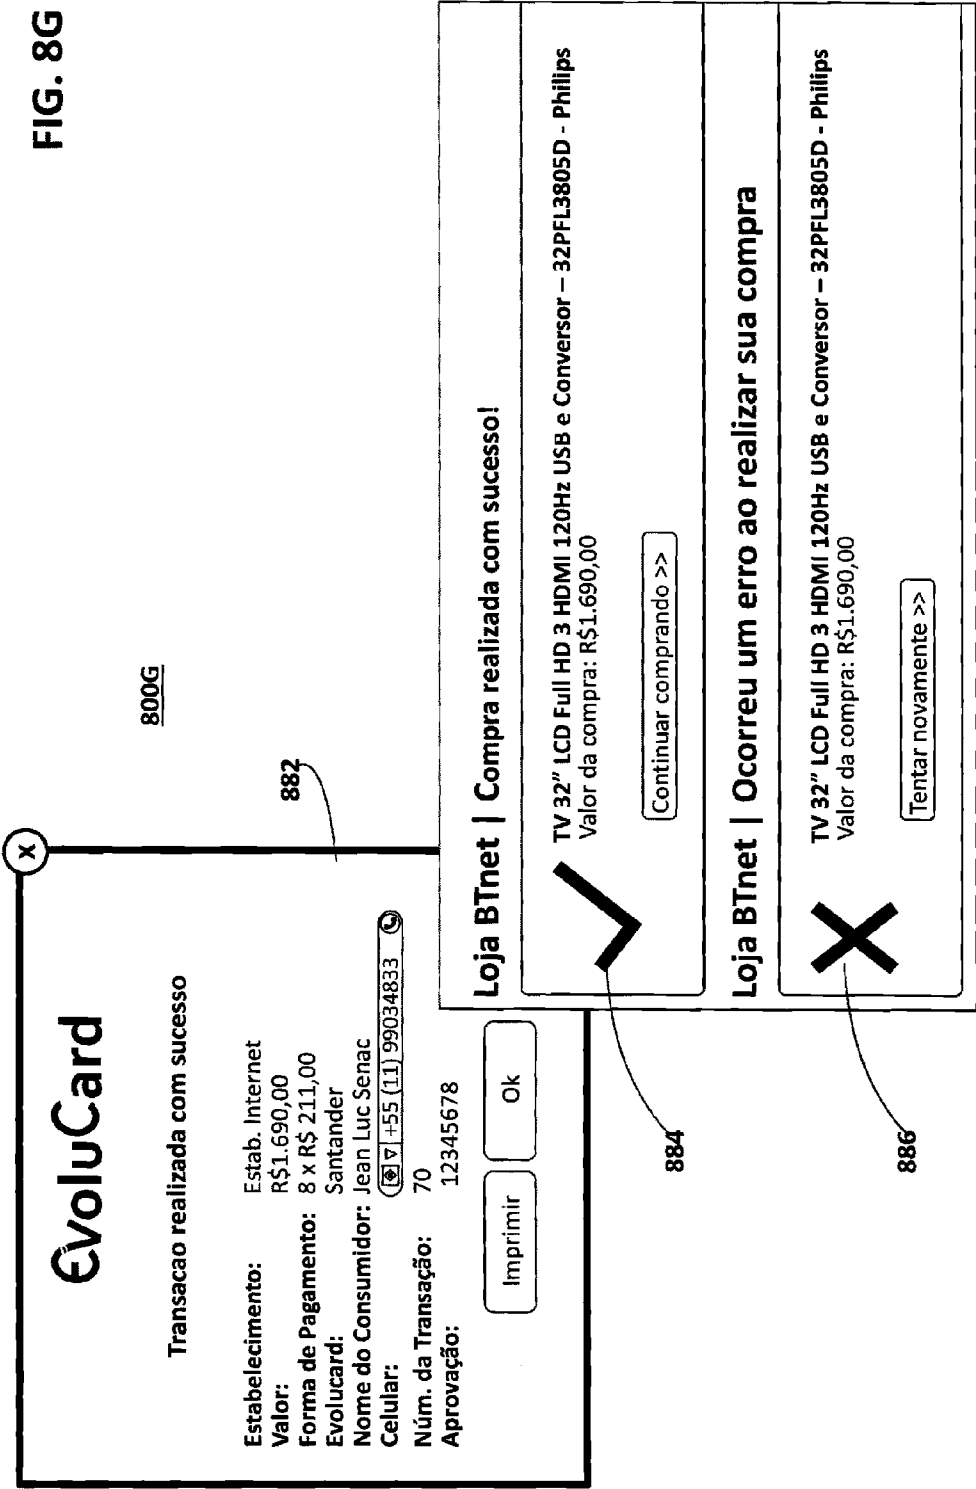 FIG. 8G
800G
882
X
EvoluCard
Transacao realizada com sucesso
Estabelecimento: Estab. Internet
Valor: R$1.690,00
Forma de Pagamento: 8 x R$ 211,00
Evolucard: Santander
Nome do Consumidor: Jean Luc Senac
Celular: +55 (11) 99034833
Núm. da Transação: 70
Aprovação: 12345678
Imprimir Ok
Loja BTnet | Compra realizada com sucesso!
TV 32" LCD Full HD 3 HDMI 120Hz USB e Conversor – 32PFL3805D - Philips
Valor da compra: R$1.690,00
Continuar comprando >>
884
Loja BTnet | Ocorreu um erro ao realizar sua compra
TV 32" LCD Full HD 3 HDMI 120Hz USB e Conversor – 32PFL3805D - Philips
Valor da compra: R$1.690,00
Tentar novamente >>
886